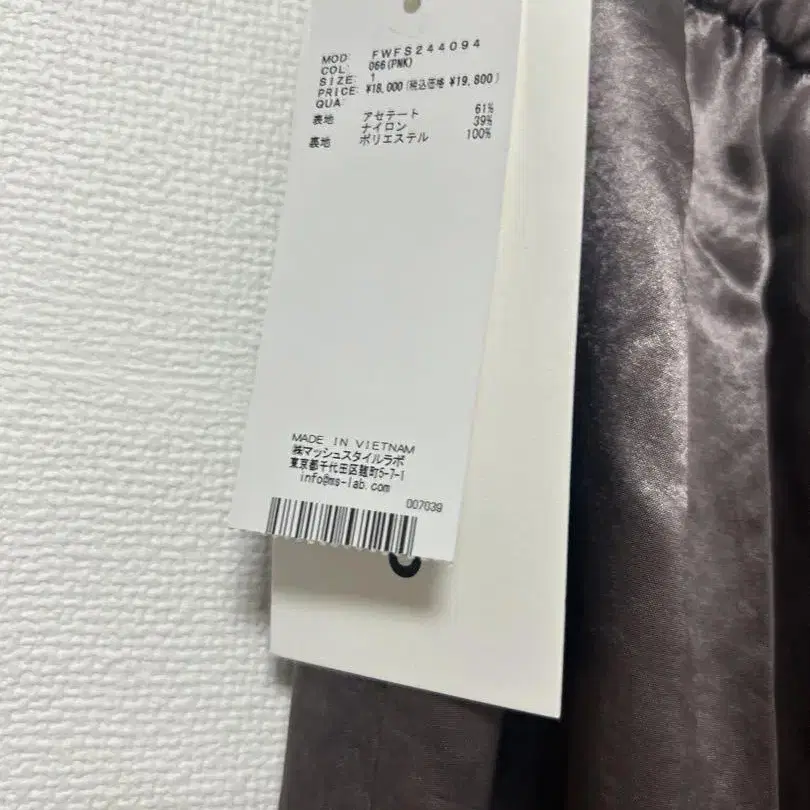 MOD: FWFS244094
COL: 066(PNK)
SIZE: 1
PRICE: ¥18,000(税込価格 ¥19,800)
QUA:
表地 アセテート 61%
ナイロン 39%
裏地 ポリエステル 100%
MADE IN VIETNAM
㈱マッシュスタイルラボ
東京都千代田区麹町5-7-1
info@ms-lab.com
007039